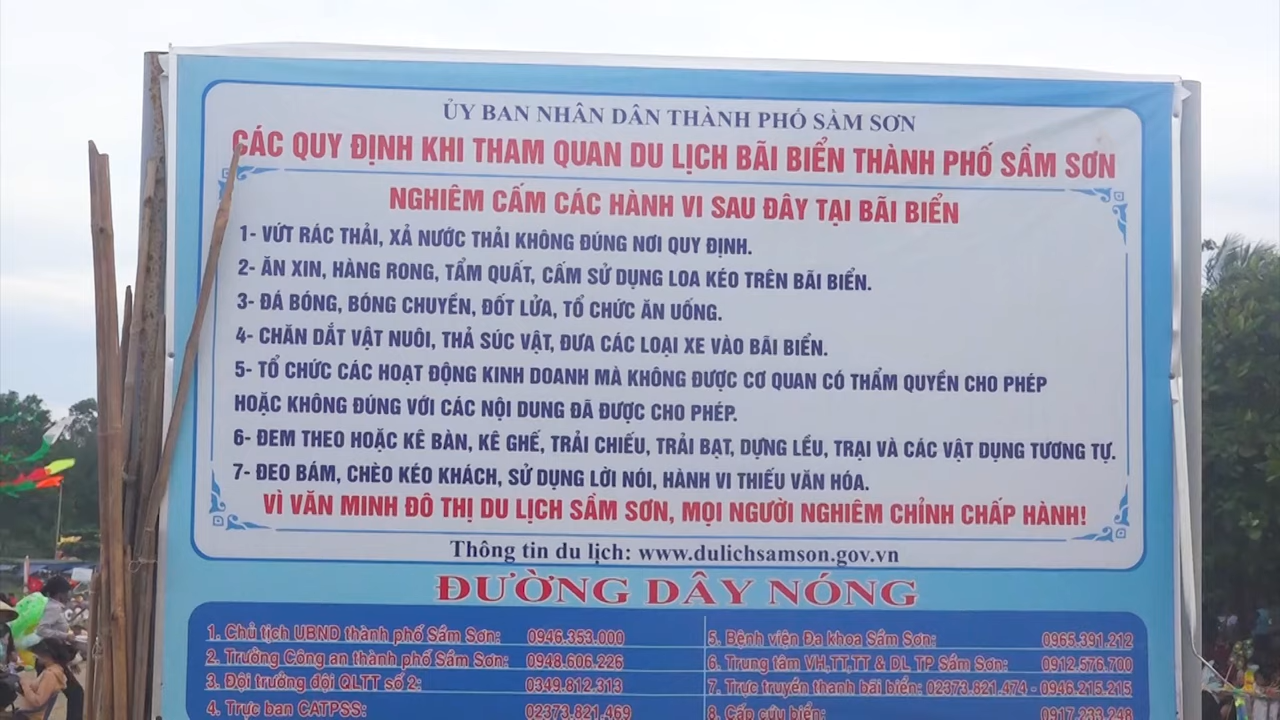 ỦY BAN NHÂN DÂN THÀNH PHỐ SẦM SƠN
CÁC QUY ĐỊNH KHI THAM QUAN DU LỊCH BÃI BIỂN THÀNH PHỐ SẦM SƠN
NGHIÊM CẤM CÁC HÀNH VI SAU ĐÂY TẠI BÃI BIỂN
1- VỨT RÁC THẢI, XẢ NƯỚC THẢI KHÔNG ĐÚNG NƠI QUY ĐỊNH.
2- ĂN XIN, HÀNG RONG, TẨM QUẤT, CẤM SỬ DỤNG LOA KÉO TRÊN BÃI BIỂN.
3- ĐÁ BÓNG, BÓNG CHUYỀN, ĐỐT LỬA, TỔ CHỨC ĂN UỐNG.
4- CHĂN DẮT VẬT NUÔI, THẢ SÚC VẬT, ĐƯA CÁC LOẠI XE VÀO BÃI BIỂN.
5- TỔ CHỨC CÁC HOẠT ĐỘNG KINH DOANH MÀ KHÔNG ĐƯỢC CƠ QUAN CÓ THẨM QUYỀN CHO PHÉP
HOẶC KHÔNG ĐÚNG VỚI CÁC NỘI DUNG ĐÃ ĐƯỢC CHO PHÉP.
6- ĐEM THEO HOẶC KÊ BÀN, KÊ GHẾ, TRẢI CHIẾU, TRẢI BẠT, DỰNG LỀU, TRẠI VÀ CÁC VẬT DỤNG TƯƠNG TỰ.
7- ĐEO BÁM, CHÈO KÉO KHÁCH, SỬ DỤNG LỜI NÓI, HÀNH VI THIẾU VĂN HÓA.
VÌ VĂN MINH ĐÔ THỊ DU LỊCH SẦM SƠN, MỌI NGƯỜI NGHIÊM CHỈNH CHẤP HÀNH!
Thông tin du lịch: www.dulichsamson.gov.vn
ĐƯỜNG DÂY NÓNG
1. Chủ tịch UBND thành phố Sầm Sơn: 0946.353.000
2. Trưởng Công an thành phố Sầm Sơn: 0948.606.226
3. Đội trưởng đội QLTT số 2: 0349.812.313
4. Trực ban CATPSS: 02373.821.469
5. Bệnh viện Đa khoa Sầm Sơn: 0965.391.212
6. Trung tâm VH,TT,TT & DL TP Sầm Sơn: 0912.576.700
7. Trực truyền thanh bãi biển: 02373.821.474 - 0946.215.215
8. Cấp cứu biển: 0917.233.248